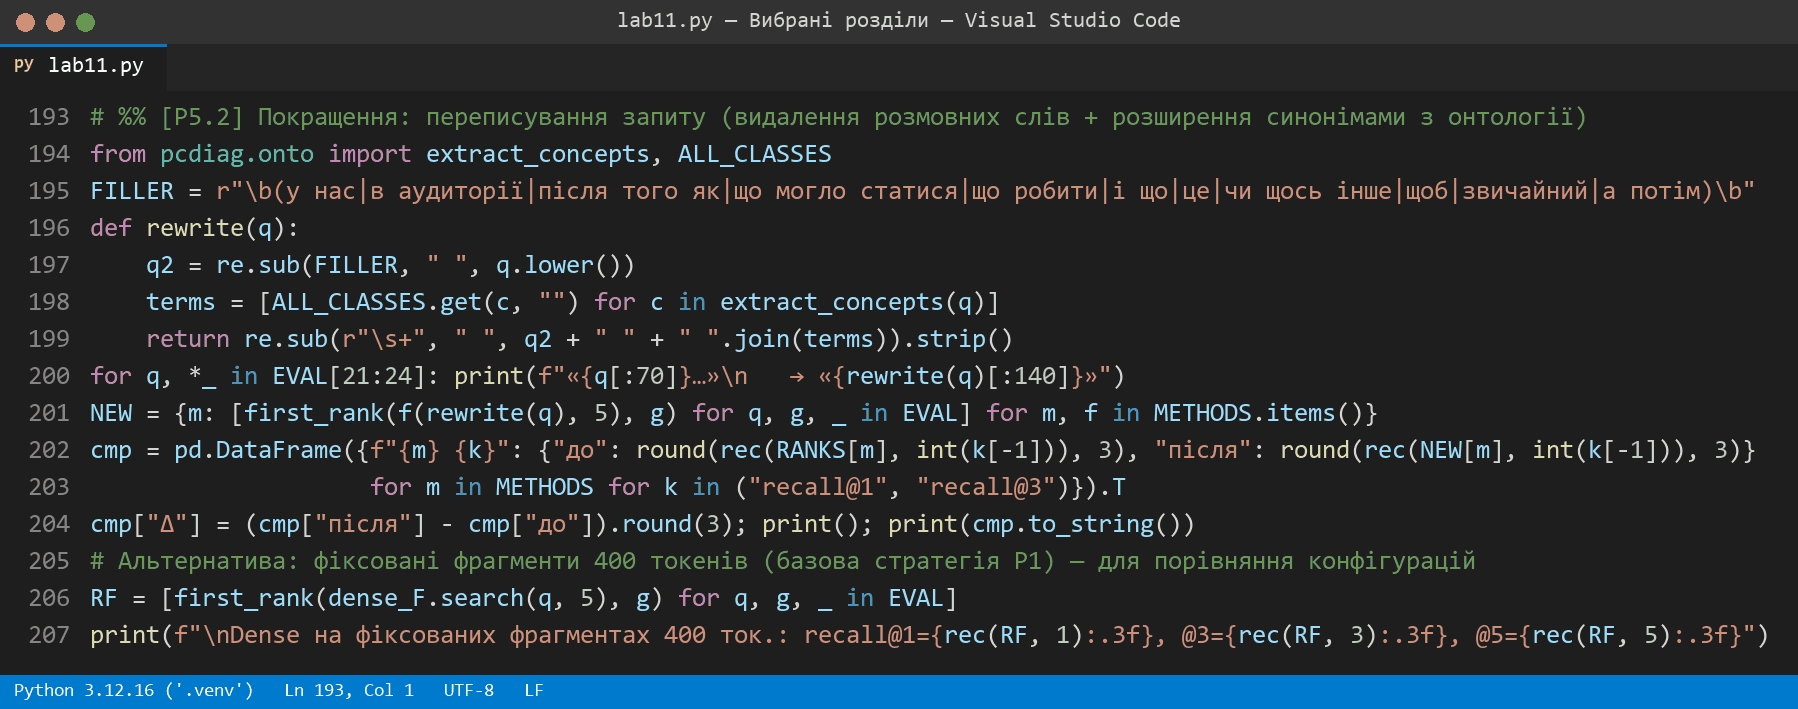 lab11.py — Вибрані розділи — Visual Studio Code
PY lab11.py
193 # %% [P5.2] Покращення: переписування запиту (видалення розмовних слів + розширення синонімами з онтології)
194 from pcdiag.onto import extract_concepts, ALL_CLASSES
195 FILLER = r"\b(у нас|в аудиторії|після того як|що могло статися|що робити|і що|це|чи щось інше|щоб|звичайний|а потім)\b"
196 def rewrite(q):
197     q2 = re.sub(FILLER, " ", q.lower())
198     terms = [ALL_CLASSES.get(c, "") for c in extract_concepts(q)]
199     return re.sub(r"\s+", " ", q2 + " " + " ".join(terms)).strip()
200 for q, *_ in EVAL[21:24]: print(f"«{q[:70]}…»\n   → «{rewrite(q)[:140]}»")
201 NEW = {m: [first_rank(f(rewrite(q), 5), g) for q, g, _ in EVAL] for m, f in METHODS.items()}
202 cmp = pd.DataFrame({f"{m} {k}": {"до": round(rec(RANKS[m], int(k[-1])), 3), "після": round(rec(NEW[m], int(k[-1])), 3)}
203                     for m in METHODS for k in ("recall@1", "recall@3")}).T
204 cmp["Δ"] = (cmp["після"] - cmp["до"]).round(3); print(); print(cmp.to_string())
205 # Альтернатива: фіксовані фрагменти 400 токенів (базова стратегія P1) — для порівняння конфігурацій
206 RF = [first_rank(dense_F.search(q, 5), g) for q, g, _ in EVAL]
207 print(f"\nDense на фіксованих фрагментах 400 ток.: recall@1={rec(RF, 1):.3f}, @3={rec(RF, 3):.3f}, @5={rec(RF, 5):.3f}")
Python 3.12.16 ('.venv') Ln 193, Col 1 UTF-8 LF